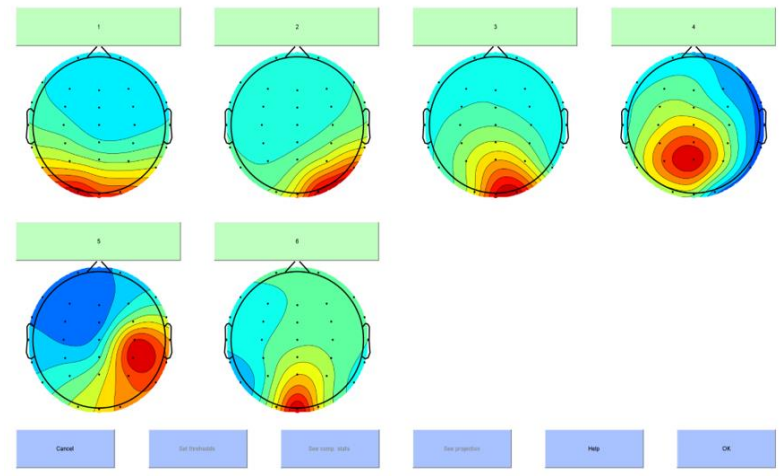 1
2
3
4
5
6
Cancel
Set thresholds
See comp. stats
See projection
Help
OK